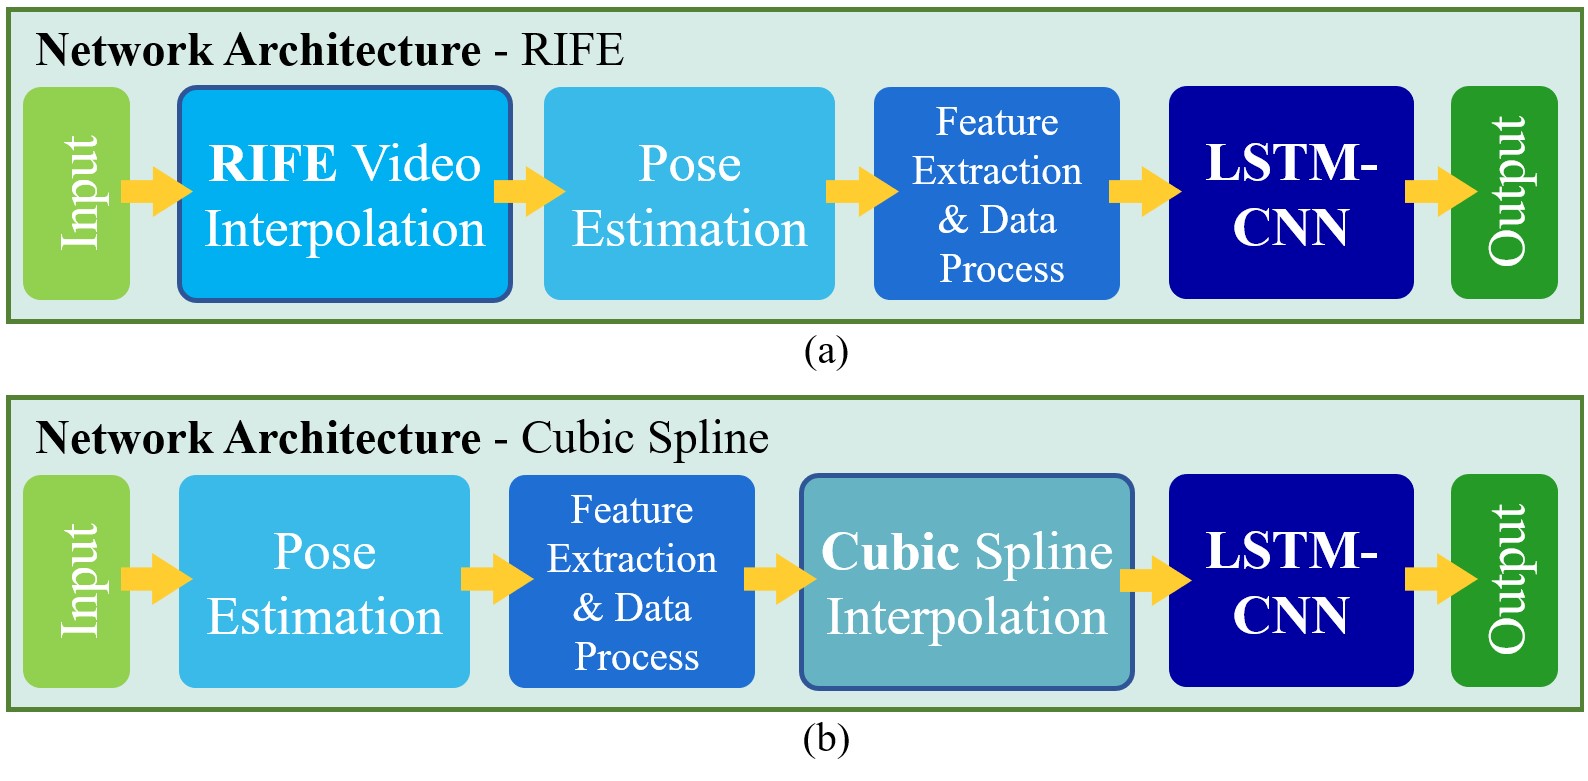 Network Architecture - RIFE
Input
RIFE Video
Interpolation
Pose
Estimation
Feature
Extraction
& Data
Process
LSTM-
CNN
Output
(a)
Network Architecture - Cubic Spline
Input
Pose
Estimation
Feature
Extraction
& Data
Process
Cubic Spline
Interpolation
LSTM-
CNN
Output
(b)